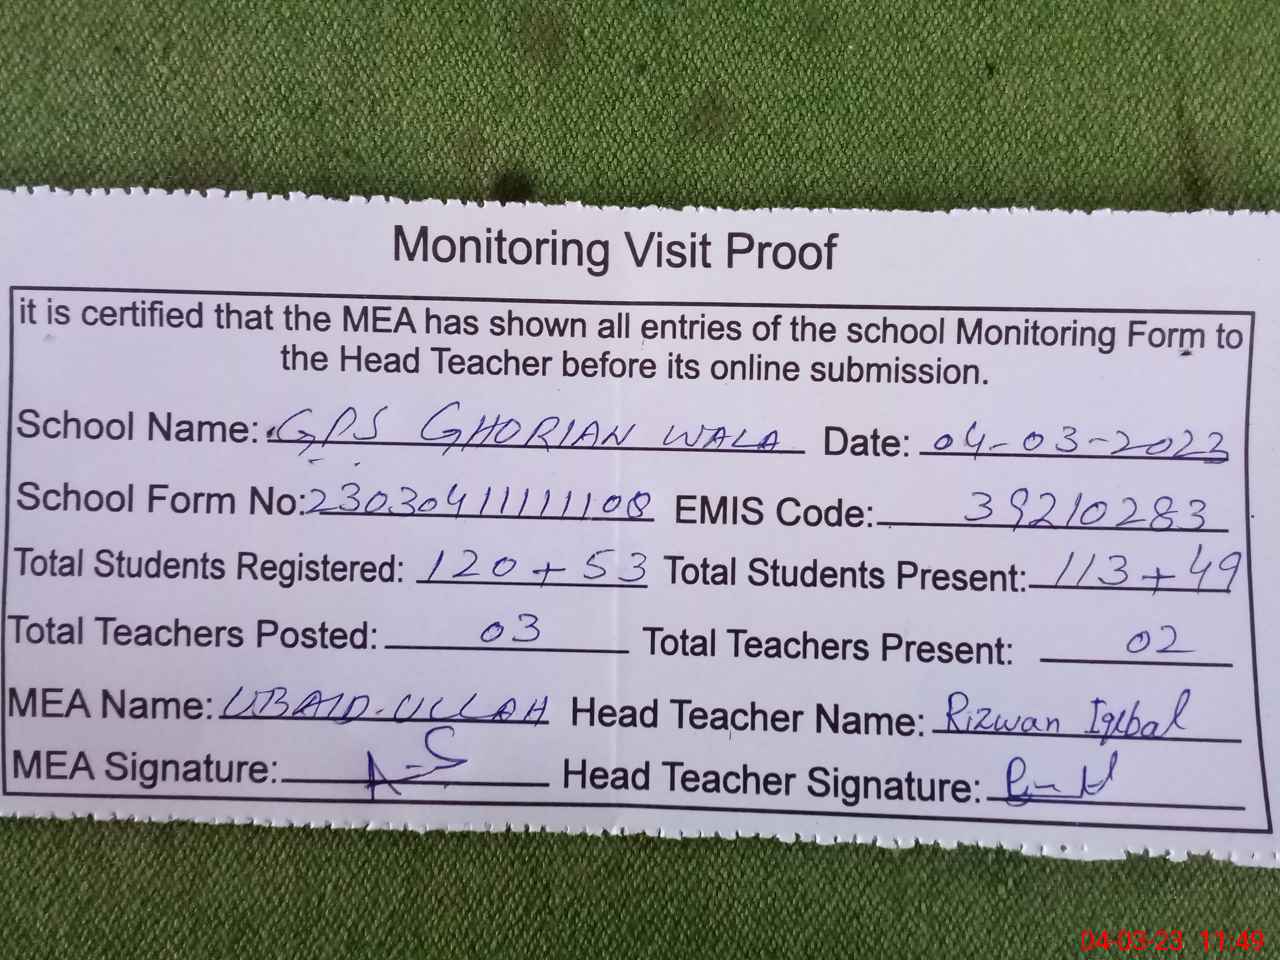 Monitoring Visit Proof
it is certified that the MEA has shown all entries of the school Monitoring Form to
the Head Teacher before its online submission.
School Name: GPS GHORIAN WALA Date: 04-03-2023
School Form No: 23030411111108 EMIS Code: 39210283
Total Students Registered: 120+53 Total Students Present: 113+49
Total Teachers Posted: 03 Total Teachers Present: 02
MEA Name: UBAID.ULLAH Head Teacher Name: Rizwan Iqbal
MEA Signature: Head Teacher Signature:
04-03-23 11:49